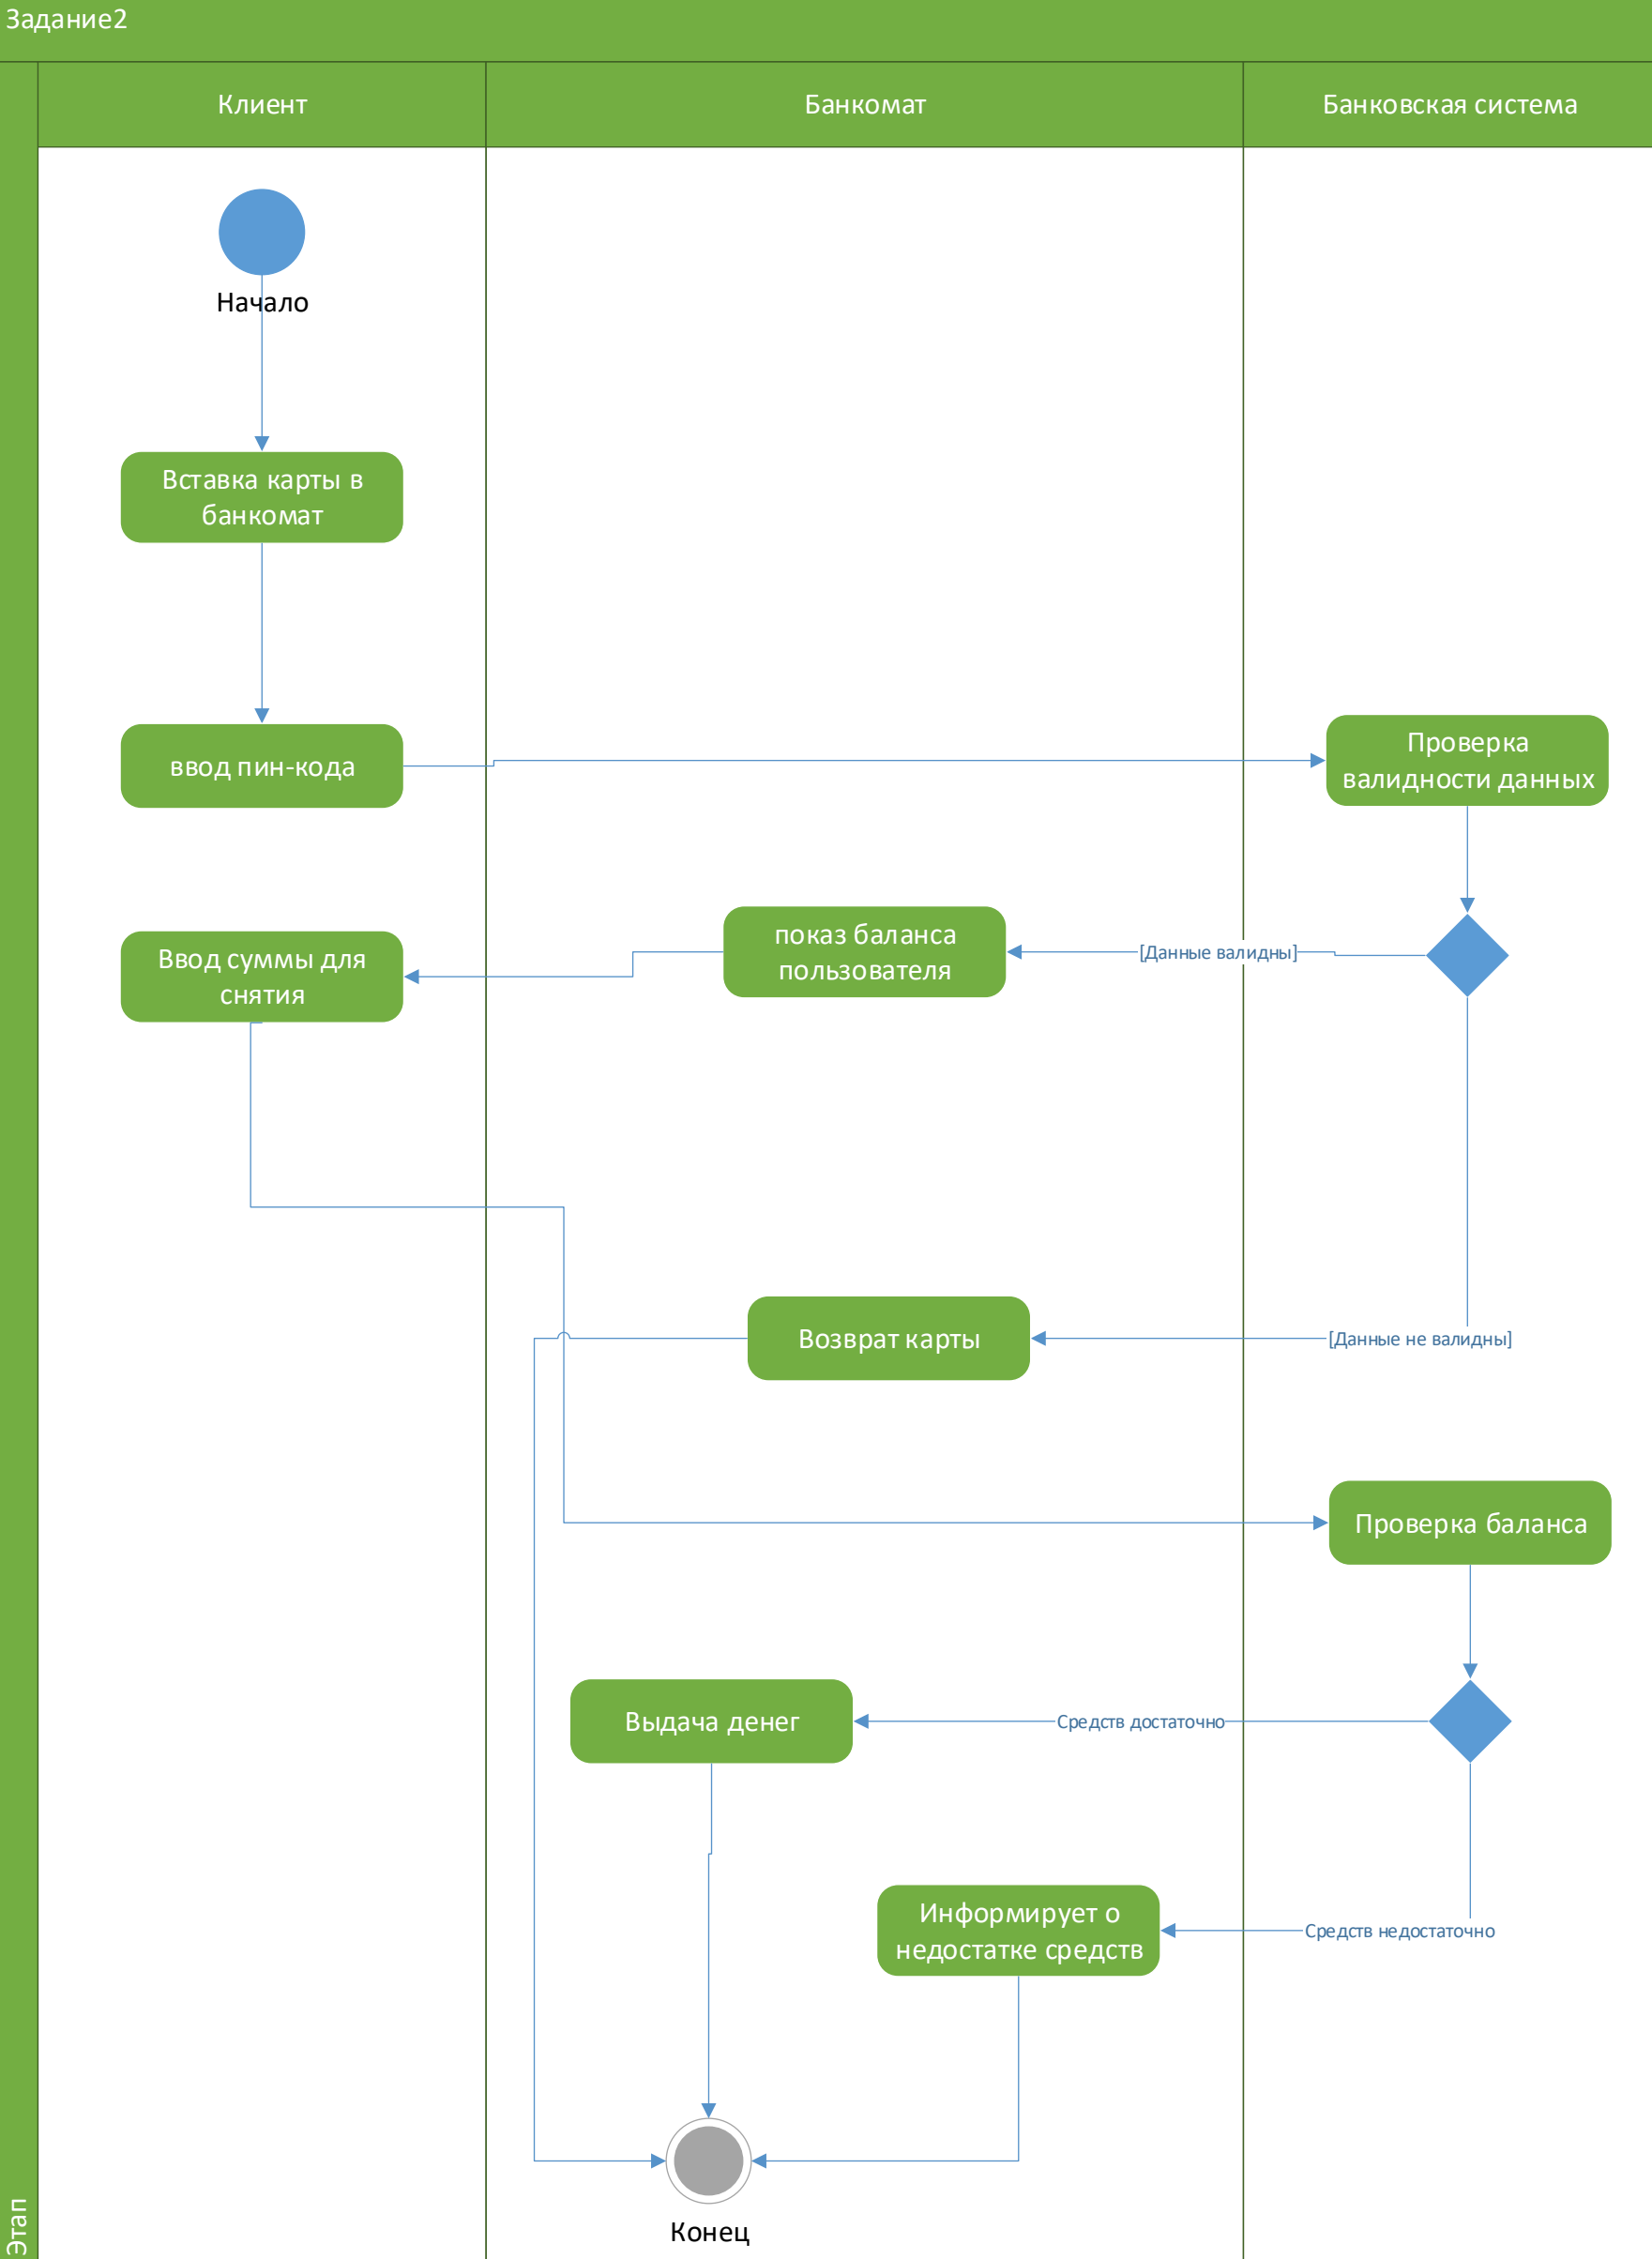 Задание2
Клиент
Банкомат
Банковская система
Начало
Вставка карты в
банкомат
ввод пин-кода
Проверка
валидности данных
показ баланса
пользователя
[Данные валидны]
Ввод суммы для
снятия
Возврат карты
[Данные не валидны]
Проверка баланса
Выдача денег
Средств достаточно
Информирует о
недостатке средств
Средств недостаточно
Конец
Этап